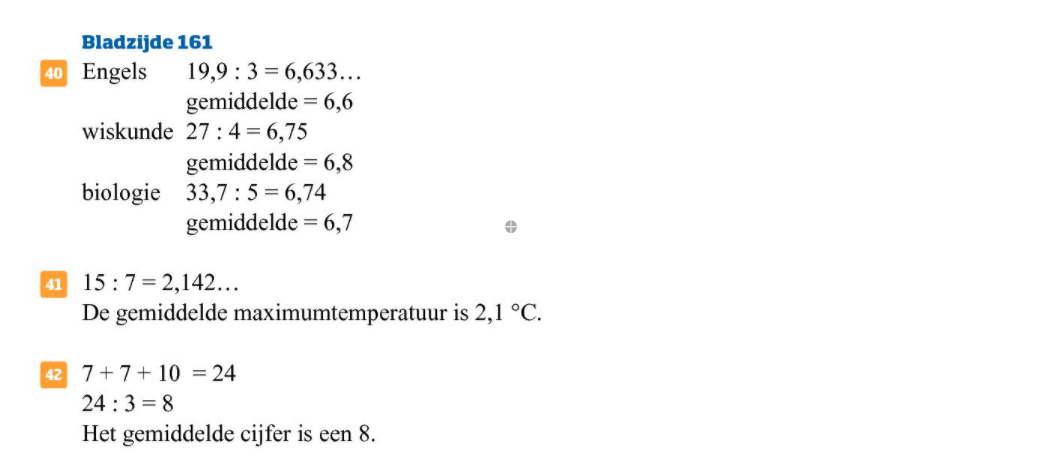 Bladzijde 161
40 Engels 19,9 : 3 = 6,633…
gemiddelde = 6,6
wiskunde 27 : 4 = 6,75
gemiddelde = 6,8
biologie 33,7 : 5 = 6,74
gemiddelde = 6,7
41 15 : 7 = 2,142…
De gemiddelde maximumtemperatuur is 2,1 °C.
42 7 + 7 + 10 = 24
24 : 3 = 8
Het gemiddelde cijfer is een 8.